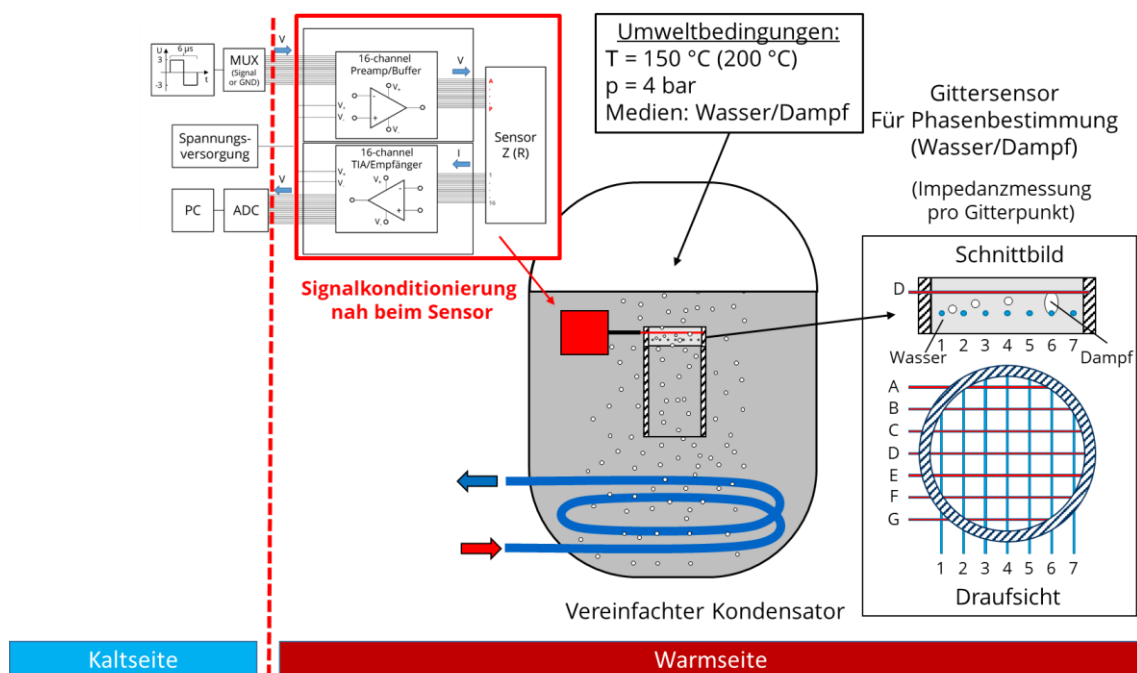 6 µs
U
3
-3
t
MUX
(Signal
or GND)
V
16-channel
Preamp/Buffer
V+
V-
V+
V-
V
A
P
Sensor
Z (R)
Spannungs-
versorgung
16-channel
TIA/Empfänger
I
V+
V-
V+
V-
1
16
V
PC
ADC
Signalkonditionierung
nah beim Sensor
Umweltbedingungen:
T = 150 °C (200 °C)
p = 4 bar
Medien: Wasser/Dampf
Gittersensor
Für Phasenbestimmung
(Wasser/Dampf)
(Impedanzmessung
pro Gitterpunkt)
Schnittbild
D
1 2 3 4 5 6 7
Wasser
Dampf
A
B
C
D
E
F
G
1 2 3 4 5 6 7
Draufsicht
Vereinfachter Kondensator
Kaltseite
Warmseite